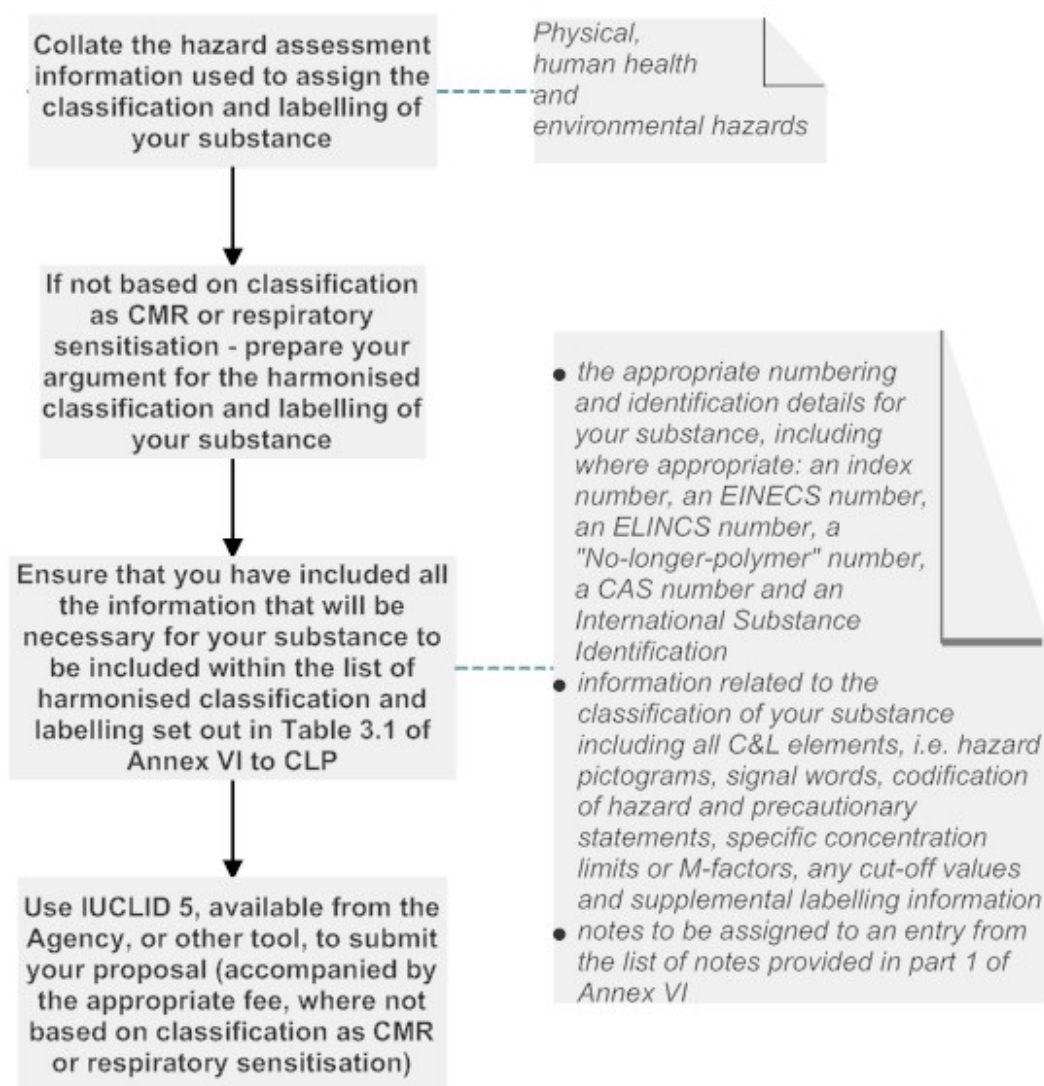 Collate the hazard assessment
information used to assign the
classification and labelling of
your substance
Physical,
human health
and
environmental hazards
If not based on classification
as CMR or respiratory
sensitisation - prepare your
argument for the harmonised
classification and labelling of
your substance
Ensure that you have included all
the information that will be
necessary for your substance to
be included within the list of
harmonised classification and
labelling set out in Table 3.1 of
Annex VI to CLP
● the appropriate numbering
and identification details for
your substance, including
where appropriate: an index
number, an EINECS number,
an ELINCS number, a
"No-longer-polymer" number,
a CAS number and an
International Substance
Identification
● information related to the
classification of your substance
including all C&L elements, i.e. hazard
pictograms, signal words, codification
of hazard and precautionary
statements, specific concentration
limits or M-factors, any cut-off values
and supplemental labelling information
● notes to be assigned to an entry from
the list of notes provided in part 1 of
Annex VI
Use IUCLID 5, available from the
Agency, or other tool, to submit
your proposal (accompanied by
the appropriate fee, where not
based on classification as CMR
or respiratory sensitisation)